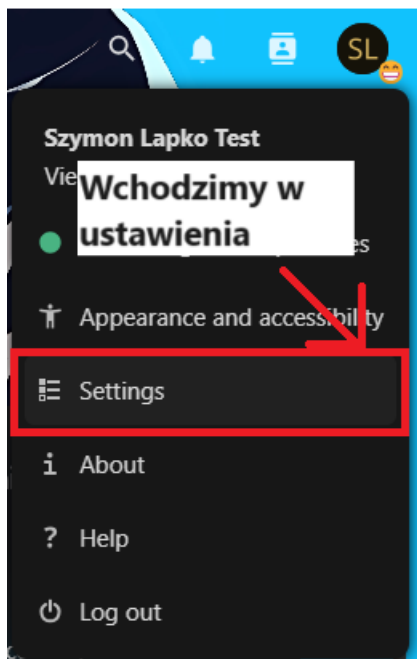 SL
Szymon Lapko Test
Vie
Wchodzimy w
ustawienia
es
Appearance and accessibility
Settings
i About
? Help
Log out